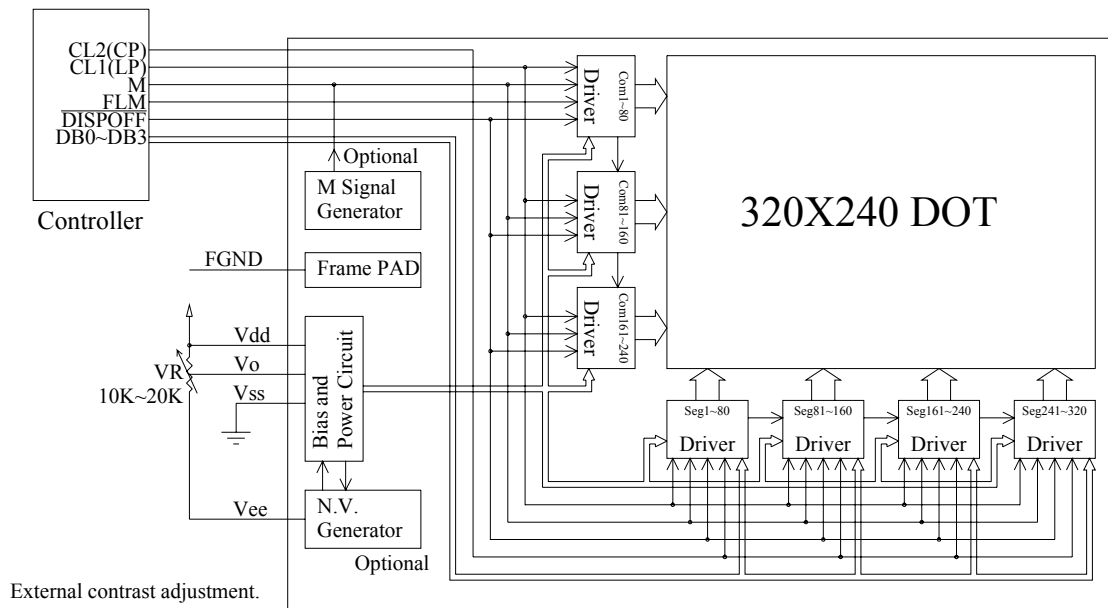 CL2(CP)
CL1(LP)
M
FLM
DISPOFF
DB0~DB3
Controller
Optional
M Signal
Generator
FGND
Frame PAD
Vdd
Vo
VR
10K~20K
Vss
Vee
Bias and
Power Circuit
N.V.
Generator
Optional
External contrast adjustment.
Driver
Com1~80
Driver
Com81~160
Driver
Com161~240
320X240 DOT
Seg1~80
Driver
Seg81~160
Driver
Seg161~240
Driver
Seg241~320
Driver